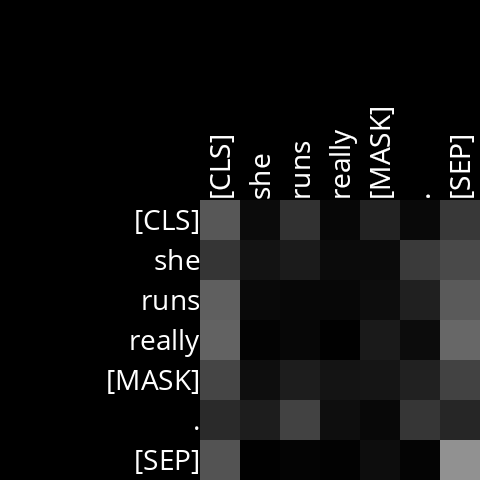 [CLS]
she
runs
really
[MASK]
.
[SEP]
[CLS]
she
runs
really
[MASK]
.
[SEP]